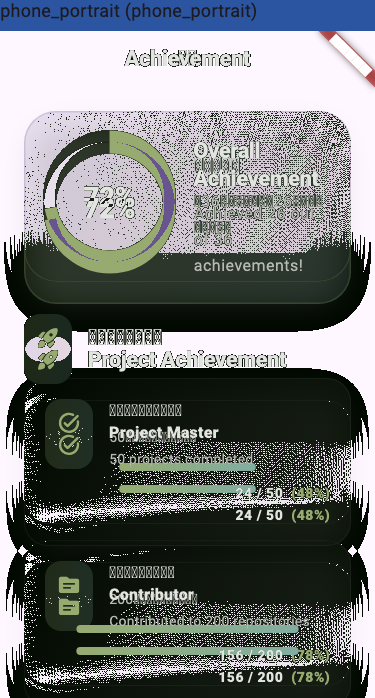 phone_portrait (phone_portrait)
Achievement
Overall
Achievement
72%
achievements!
Project Achievement
Project Master
50 projects completed
24 / 50 (48%)
24 / 50 (48%)
Contributor
Contributed to 200 repositories
156 / 200 (78%)
156 / 200 (78%)